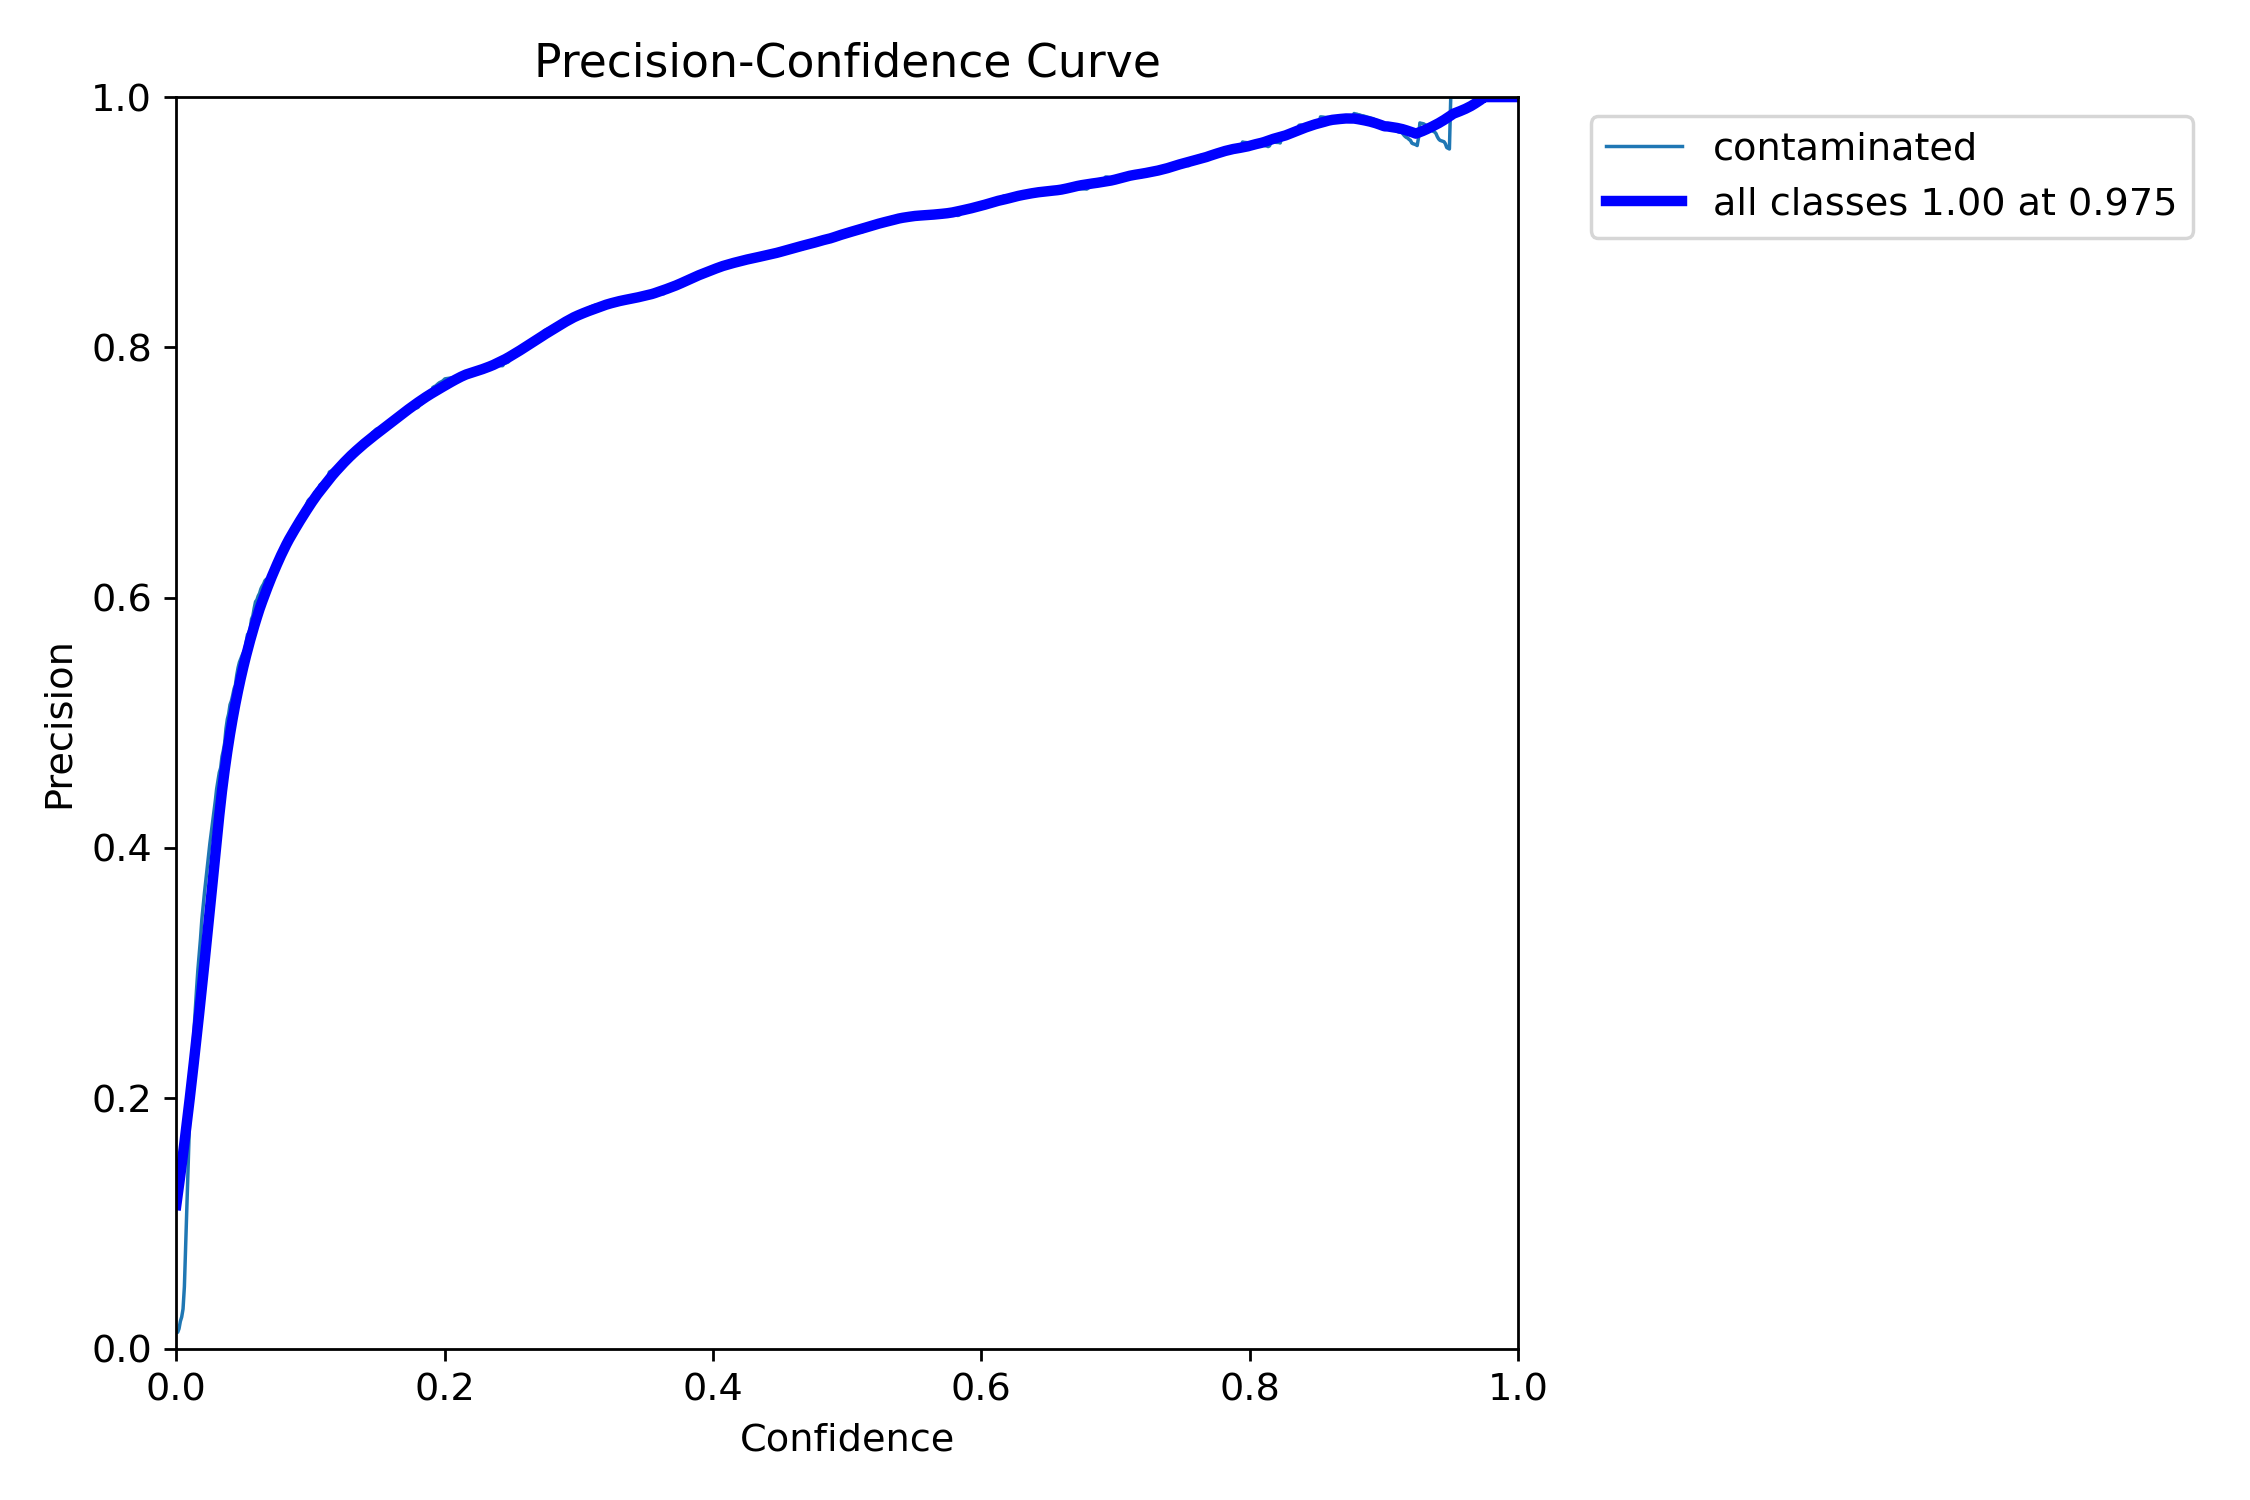 Precision-Confidence Curve
1.0
0.8
0.6
0.4
0.2
0.0
Precision
0.0 0.2 0.4 0.6 0.8 1.0
Confidence
contaminated
all classes 1.00 at 0.975